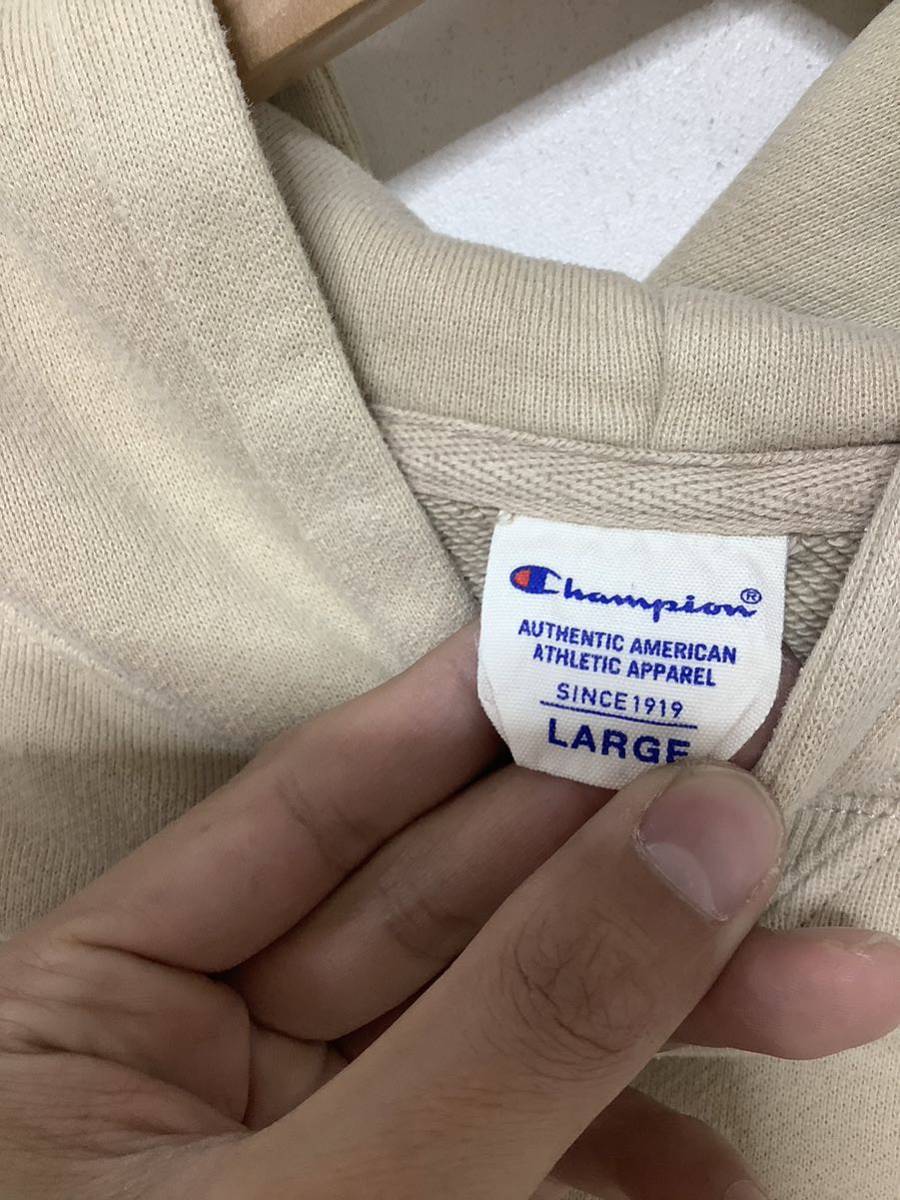 Champion®
AUTHENTIC AMERICAN
ATHLETIC APPAREL
SINCE 1919
LARGE